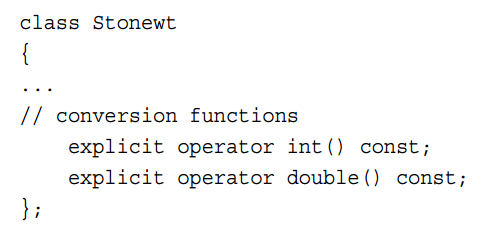 class Stonewt
{
...
// conversion functions
    explicit operator int() const;
    explicit operator double() const;
};